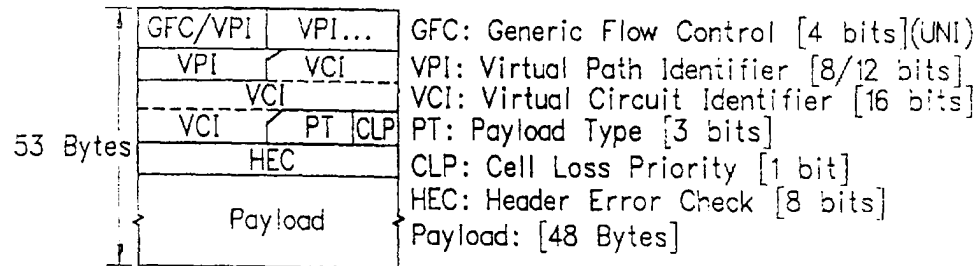 GFC/VPI VPI... GFC: Generic Flow Control [4 bits](UNI)
VPI VCI VPI: Virtual Path Identifier [8/12 bits]
VCI VCI: Virtual Circuit Identifier [16 bits]
VCI PT CLP PT: Payload Type [3 bits]
53 Bytes
HEC CLP: Cell Loss Priority [1 bit]
HEC: Header Error Check [8 bits]
Payload Payload: [48 Bytes]